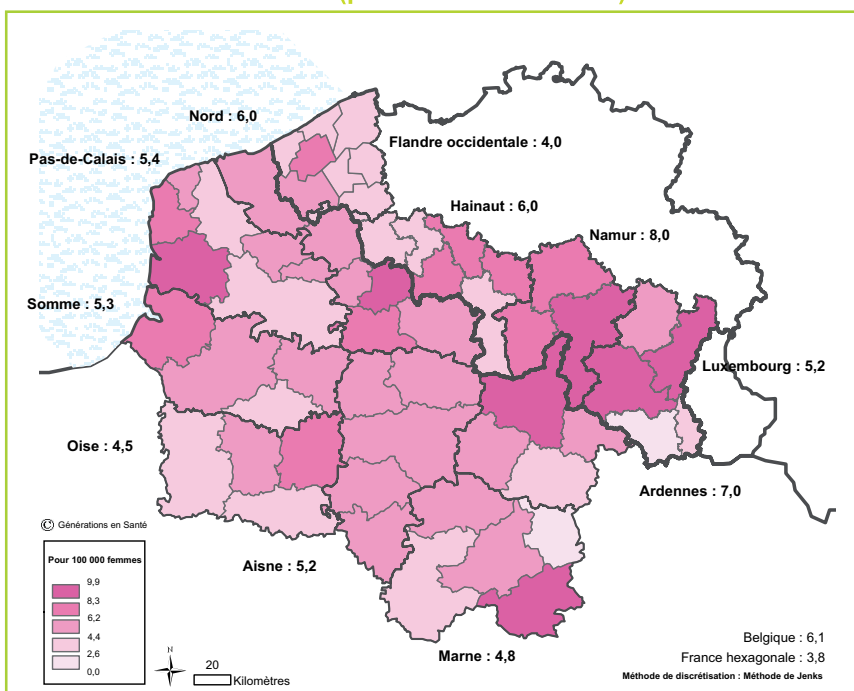 Nord : 6,0
Flandre occidentale : 4,0
Pas-de-Calais : 5,4
Hainaut : 6,0
Namur : 8,0
Somme : 5,3
Luxembourg : 5,2
Oise : 4,5
Ardennes : 7,0
© Générations en Santé
Aisne : 5,2
Pour 100 000 femmes
9,9
8,3
6,2
4,4
2,6
0,0
N
20
Kilomètres
Marne : 4,8
Belgique : 6,1
France hexagonale : 3,8
Méthode de discrétisation : Méthode de Jenks